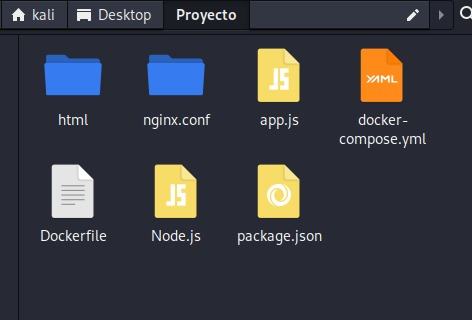 kali Desktop Proyecto
JS
YAML
html nginx.conf app.js docker-
compose.yml
JS
Dockerfile Node.js package.json